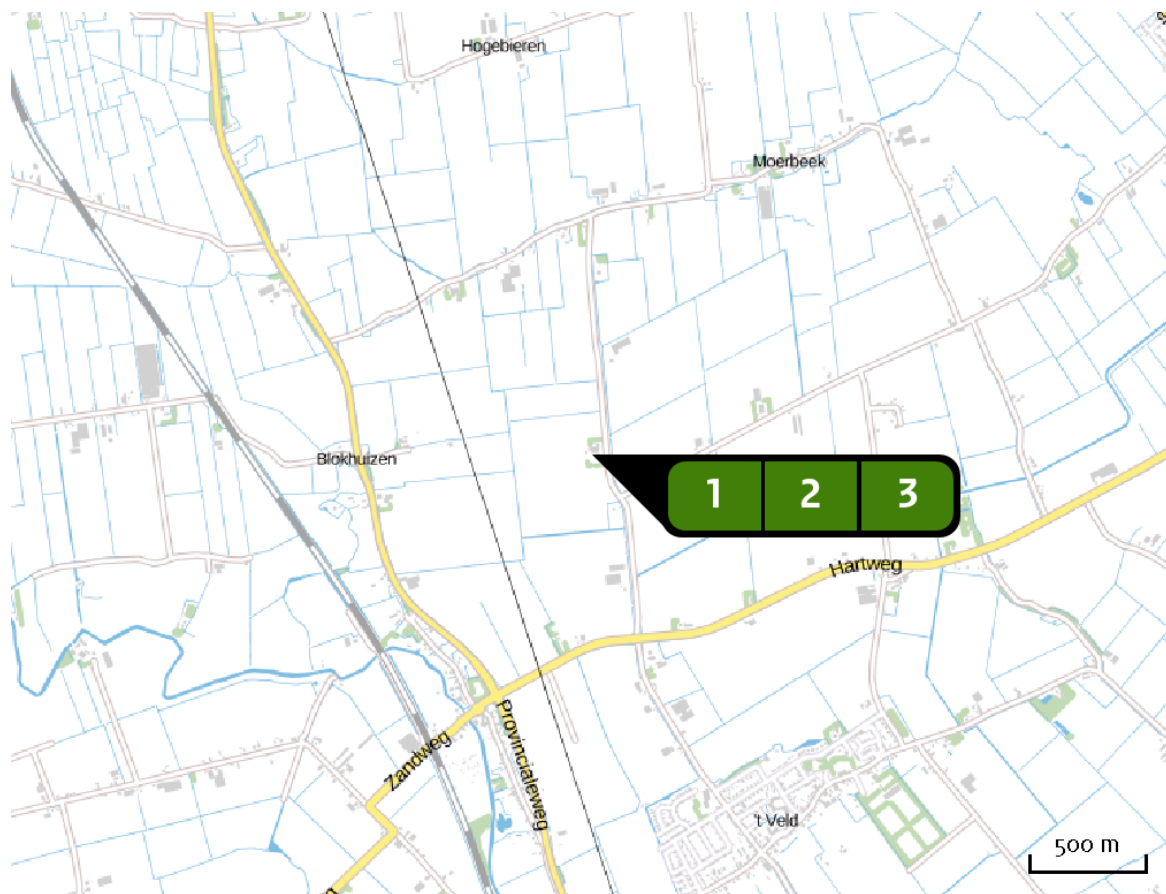 Hogebieren
Moerbeek
Blokhuizen
1 2 3
Hartweg
Zandweg
Provincialeweg
't Veld
500 m